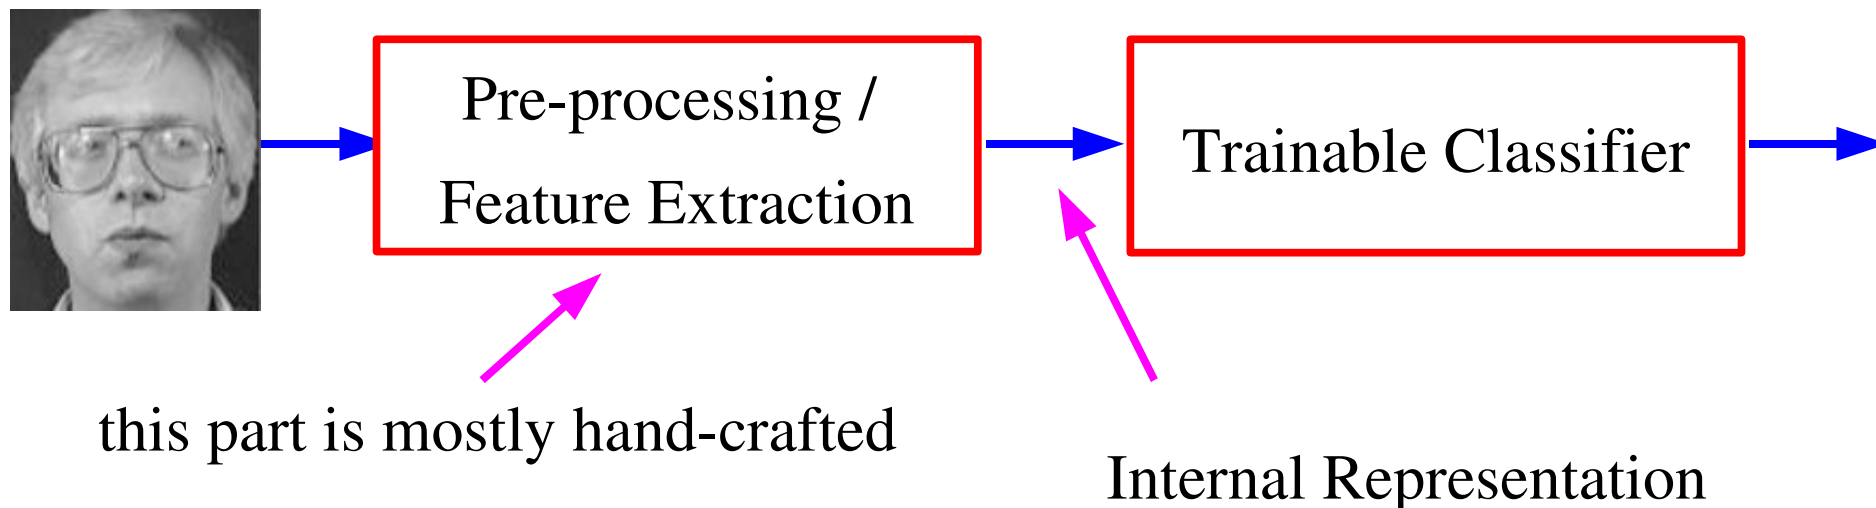 Pre-processing /
Feature Extraction
Trainable Classifier
this part is mostly hand-crafted
Internal Representation